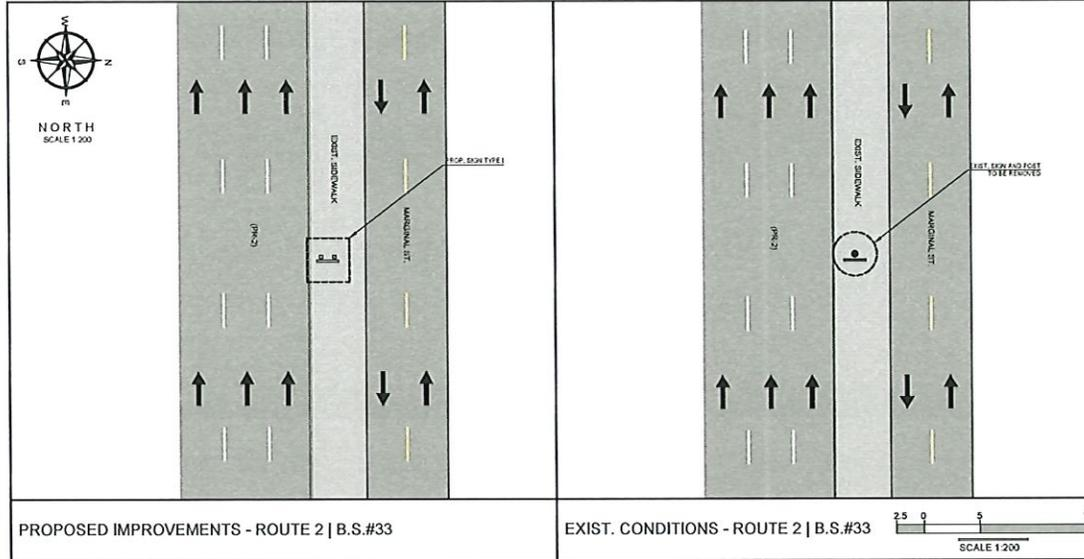 W
S
N
E
NORTH
SCALE 1:200
EXIST. SIDEWALK
PROP. SIGN TYPE I
(PR-2)
MARGINAL ST.
PROPOSED IMPROVEMENTS - ROUTE 2 | B.S.#33
EXIST. SIDEWALK
EXIST. SIGN AND POST
TO BE REMOVED
(PR-2)
MARGINAL ST.
EXIST. CONDITIONS - ROUTE 2 | B.S.#33
2.5 0 5
SCALE 1:200